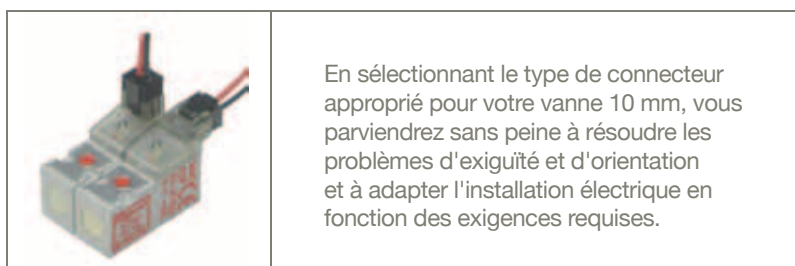 En sélectionnant le type de connecteur
approprié pour votre vanne 10 mm, vous
parviendrez sans peine à résoudre les
problèmes d'exiguïté et d'orientation
et à adapter l'installation électrique en
fonction des exigences requises.